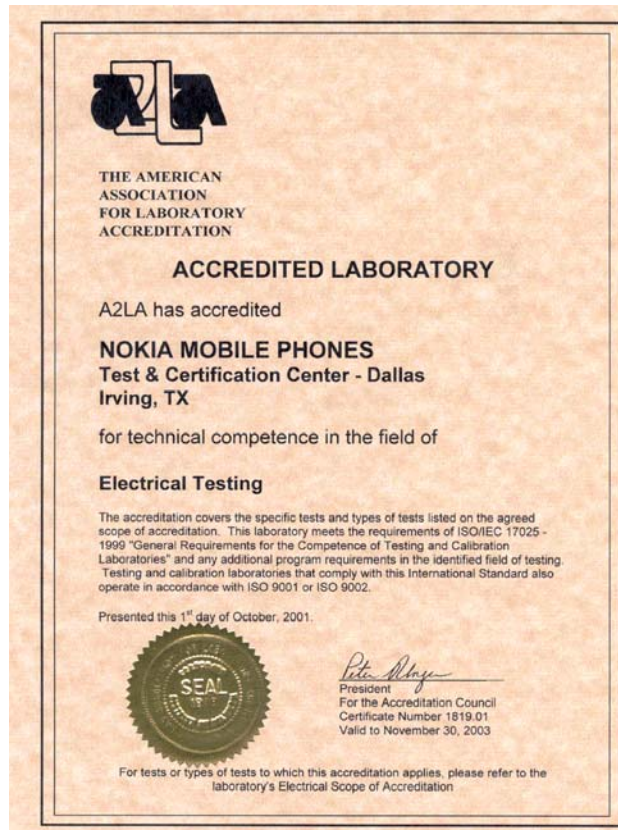 A2LA
THE AMERICAN
ASSOCIATION
FOR LABORATORY
ACCREDITATION
ACCREDITED LABORATORY
A2LA has accredited
NOKIA MOBILE PHONES
Test & Certification Center - Dallas
Irving, TX
for technical competence in the field of
Electrical Testing
The accreditation covers the specific tests and types of tests listed on the agreed
scope of accreditation. This laboratory meets the requirements of ISO/IEC 17025 -
1999 "General Requirements for the Competence of Testing and Calibration
Laboratories" and any additional program requirements in the identified field of testing.
Testing and calibration laboratories that comply with this International Standard also
operate in accordance with ISO 9001 or ISO 9002.
Presented this 1st day of October, 2001.
SEAL
President
For the Accreditation Council
Certificate Number 1819.01
Valid to November 30, 2003
For tests or types of tests to which this accreditation applies, please refer to the
laboratory's Electrical Scope of Accreditation